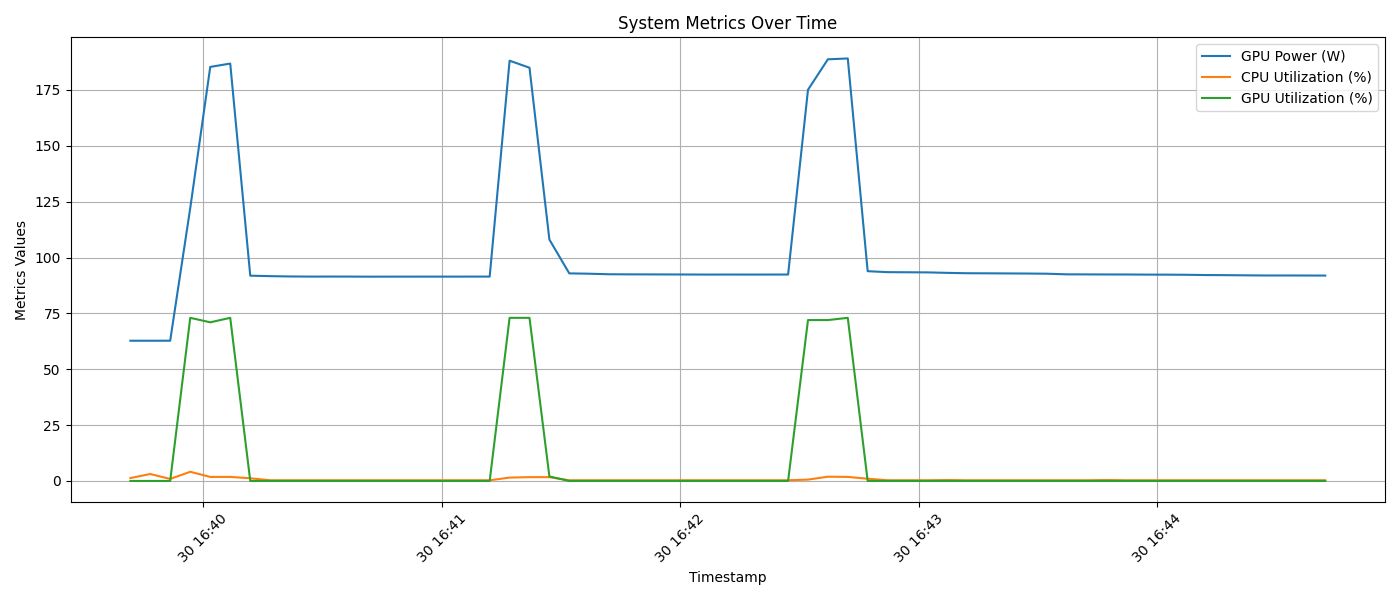 System Metrics Over Time
GPU Power (W)
CPU Utilization (%)
GPU Utilization (%)
Metrics Values
175
150
125
100
75
50
25
0
30 16:40
30 16:41
30 16:42
30 16:43
30 16:44
Timestamp